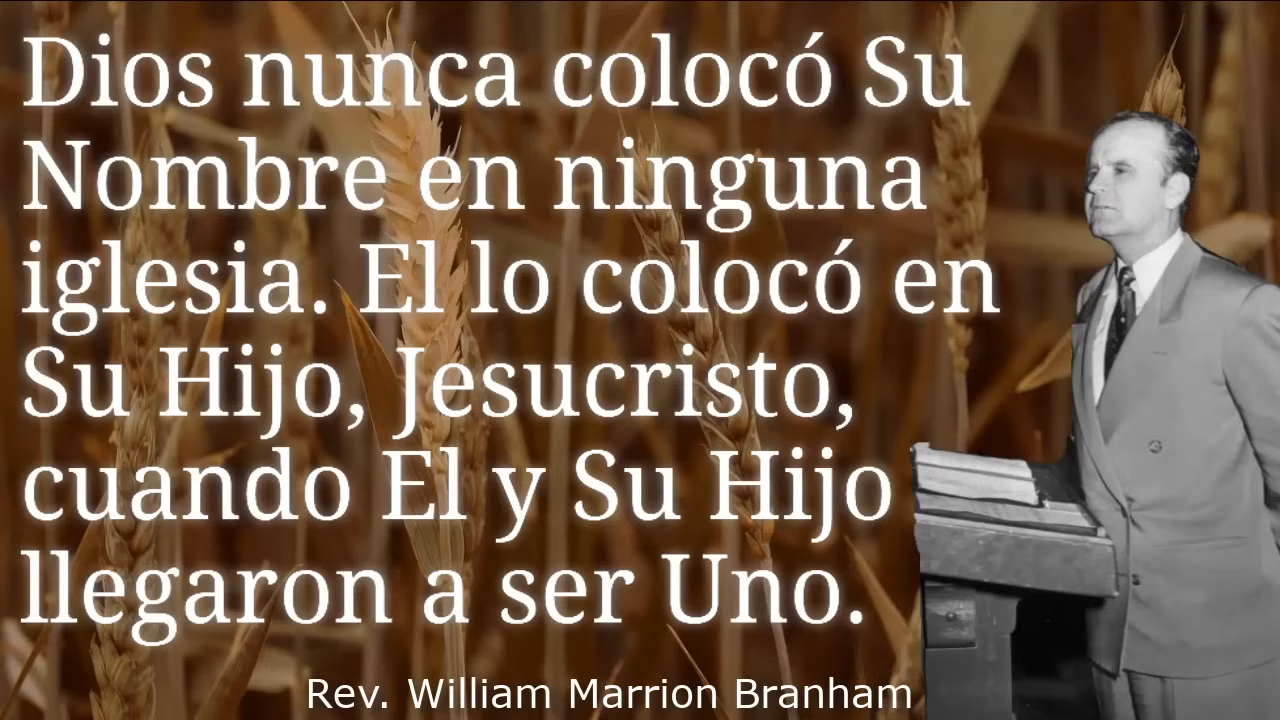 Dios nunca colocó Su
Nombre en ninguna
iglesia. El lo colocó en
Su Hijo, Jesucristo,
cuando El y Su Hijo
llegaron a ser Uno.
Rev. William Marrion Branham